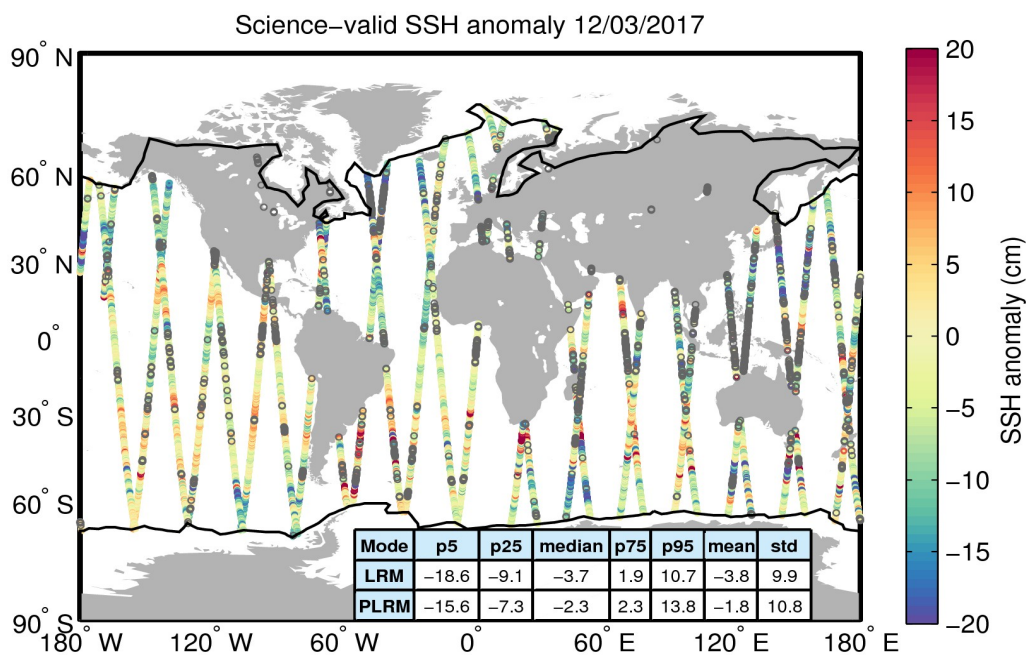 Science−valid SSH anomaly 12/03/2017
90° N
60° N
30° N
0°
30° S
60° S
90° S
180° W
120° W
60° W
0°
60° E
120° E
180° E
Mode p5 p25 median p75 p95 mean std
LRM −18.6 −9.1 −3.7 1.9 10.7 −3.8 9.9
PLRM −15.6 −7.3 −2.3 2.3 13.8 −1.8 10.8
20
15
10
5
0
−5
−10
−15
−20
SSH anomaly (cm)